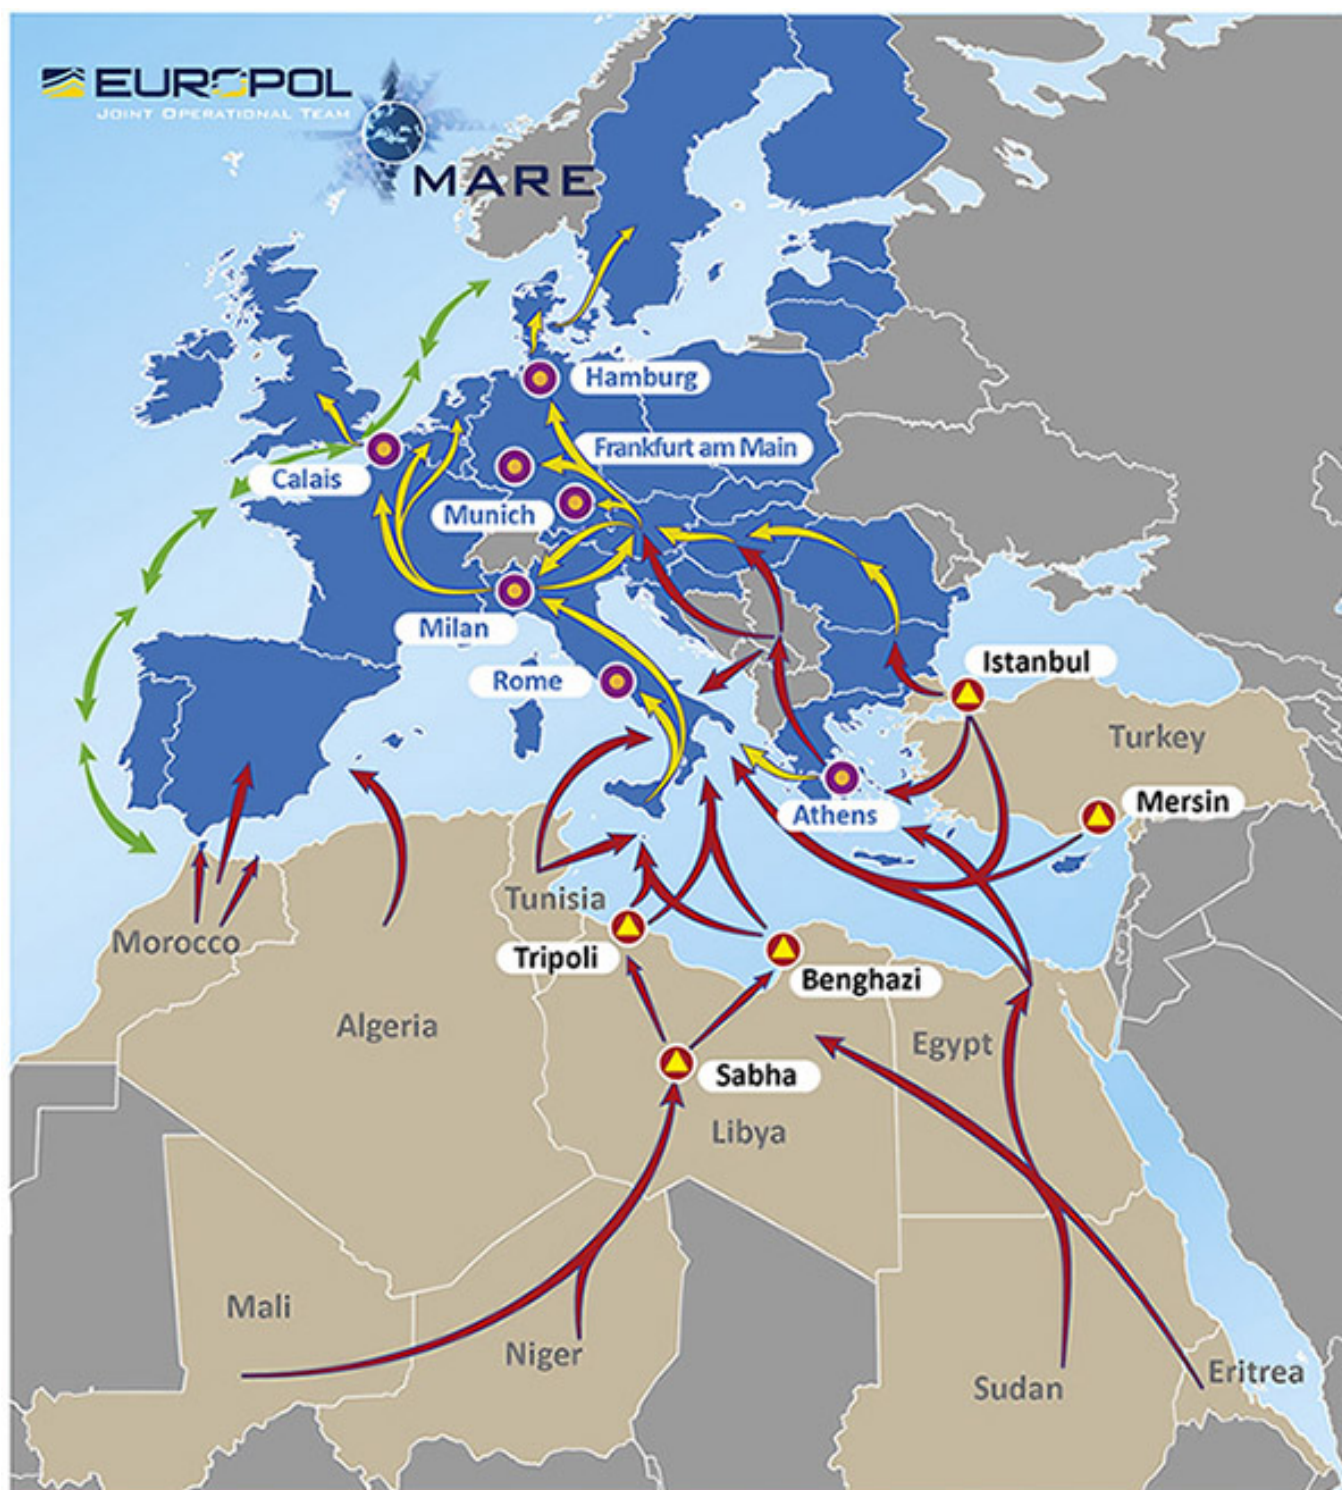 EUROPOL
JOINT OPERATIONAL TEAM
MARE
Hamburg
Frankfurt am Main
Calais
Munich
Milan
Istanbul
Rome
Turkey
Mersin
Athens
Tunisia
Morocco
Tripoli
Benghazi
Algeria
Egypt
Sabha
Libya
Mali
Niger
Eritrea
Sudan